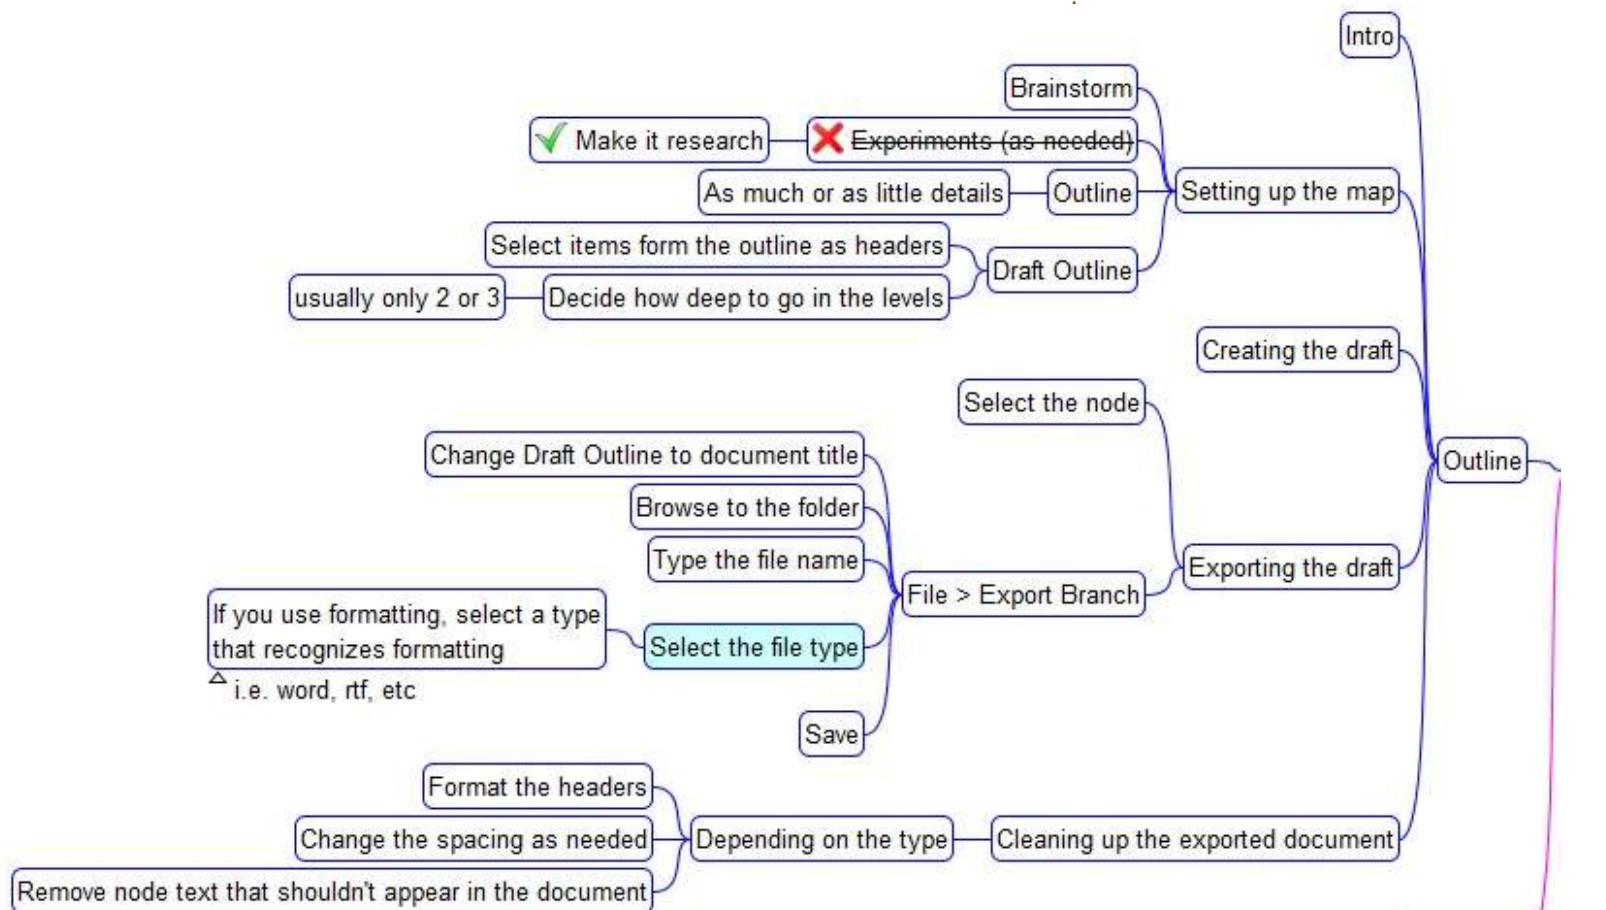 Intro
Brainstorm
Make it research
Experiments (as needed)
As much or as little details
Outline
Setting up the map
Select items form the outline as headers
Draft Outline
usually only 2 or 3
Decide how deep to go in the levels
Creating the draft
Select the node
Change Draft Outline to document title
Outline
Browse to the folder
Type the file name
Exporting the draft
File > Export Branch
If you use formatting, select a type
that recognizes formatting
Select the file type
i.e. word, rtf, etc
Save
Format the headers
Change the spacing as needed
Depending on the type
Cleaning up the exported document
Remove node text that shouldn't appear in the document